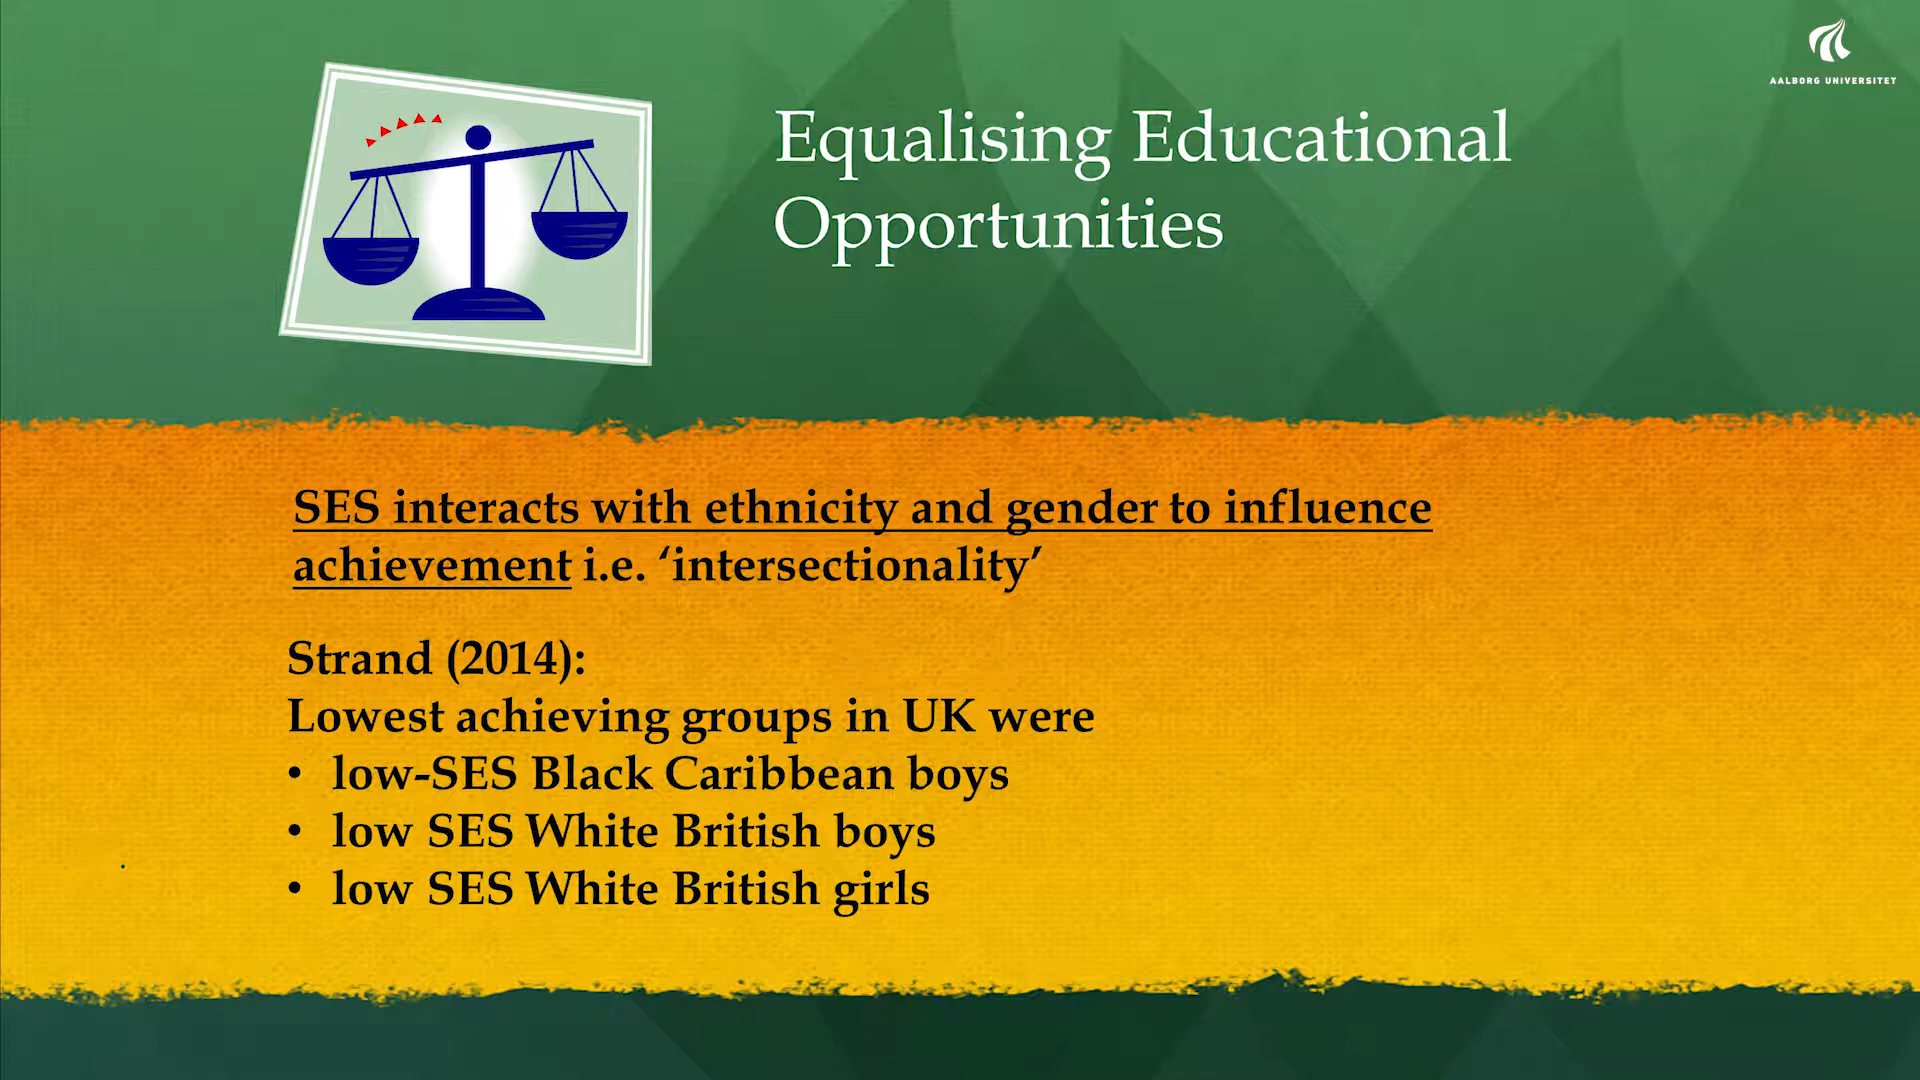 AALBORG UNIVERSITET
Equalising Educational
Opportunities
SES interacts with ethnicity and gender to influence
achievement i.e. ‘intersectionality’
Strand (2014):
Lowest achieving groups in UK were
• low-SES Black Caribbean boys
• low SES White British boys
• low SES White British girls